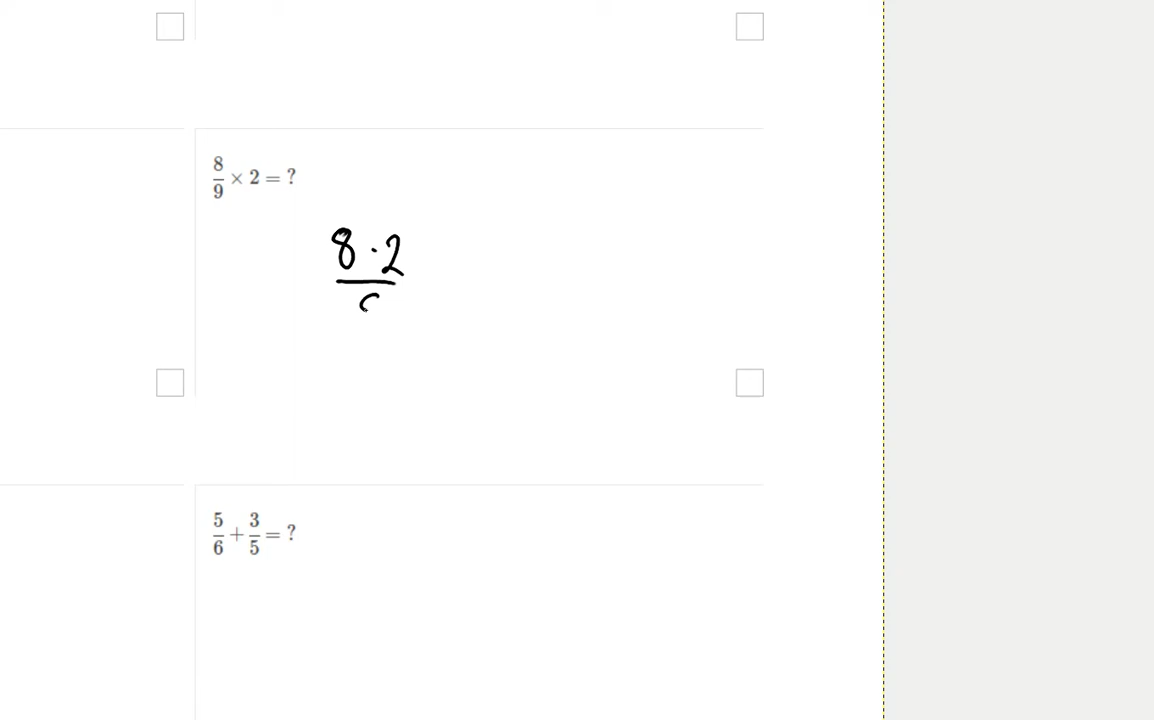 8/9 × 2 = ?
8 · 2
5/6 + 3/5 = ?